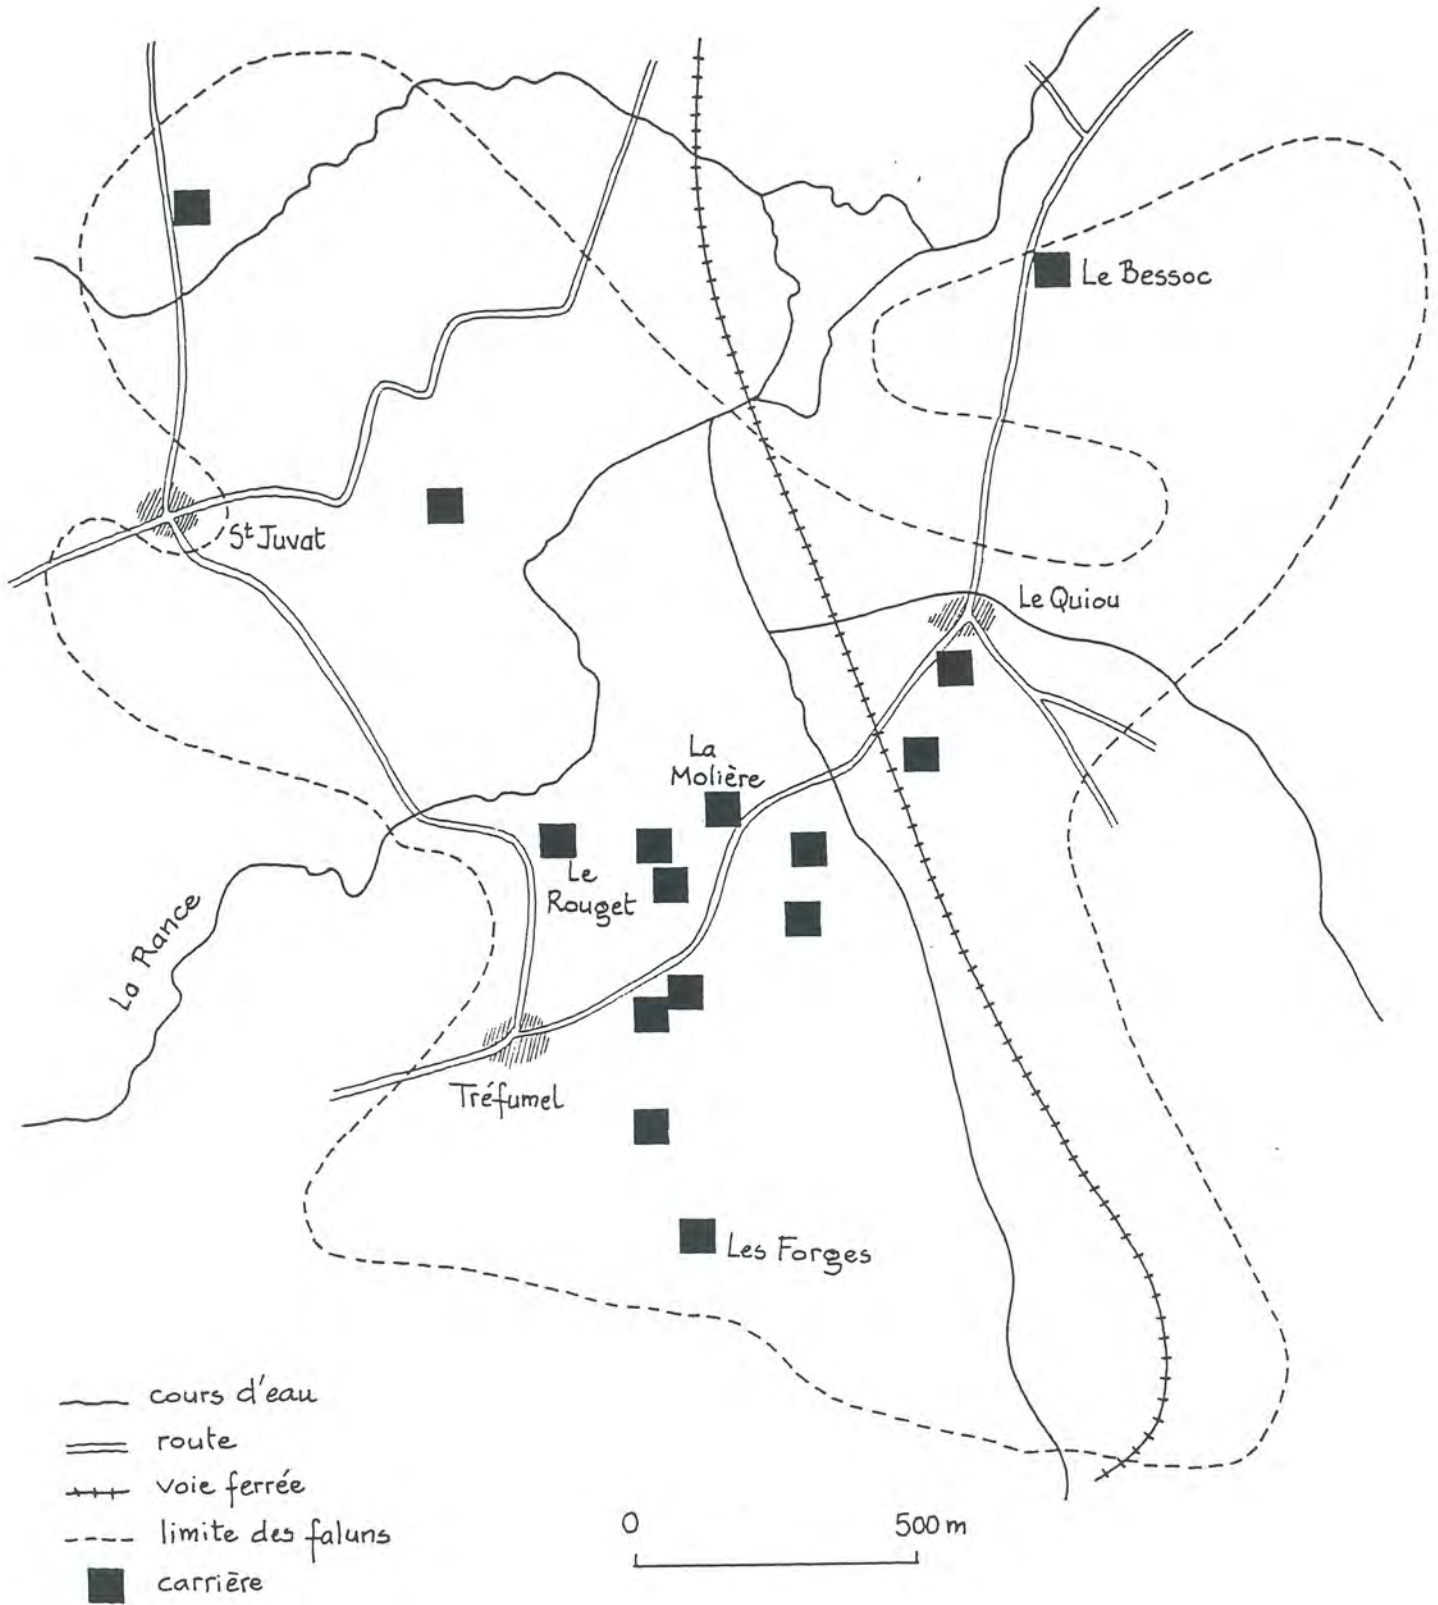 Le Bessoc
St Juvat
Le Quiou
La
Molière
Le
Rouget
La Rance
Tréfumel
Les Forges
cours d'eau
route
voie ferrée
limite des faluns
carrière
0 500 m